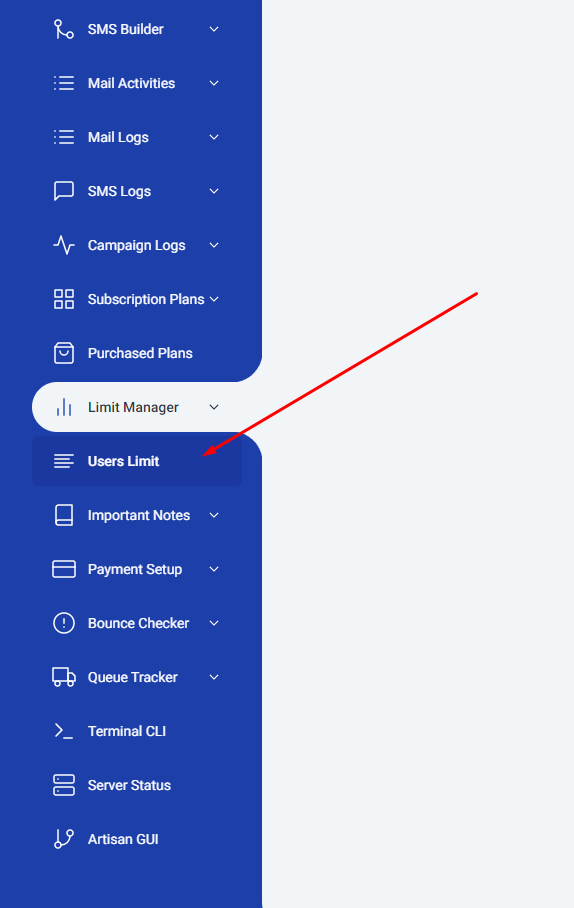 SMS Builder
Mail Activities
Mail Logs
SMS Logs
Campaign Logs
Subscription Plans
Purchased Plans
Limit Manager
Users Limit
Important Notes
Payment Setup
Bounce Checker
Queue Tracker
Terminal CLI
Server Status
Artisan GUI